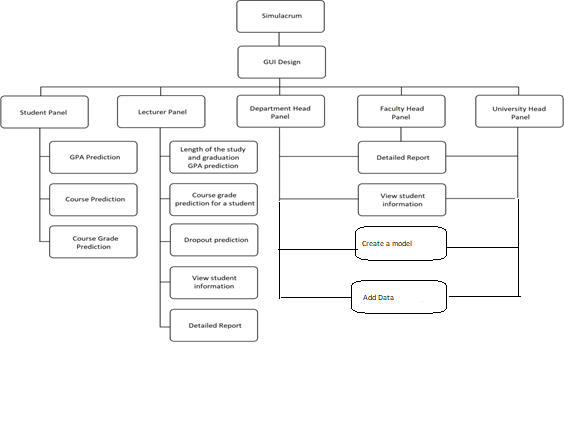 Simulacrum
GUI Design
Student Panel
Lecturer Panel
Department Head
Panel
Faculty Head
Panel
University Head
Panel
GPA Prediction
Course Prediction
Course Grade
Prediction
Length of the study
and graduation
GPA prediction
Course grade
prediction for a student
Dropout prediction
View student
information
Detailed Report
Detailed Report
View student
information
Create a model
Add Data